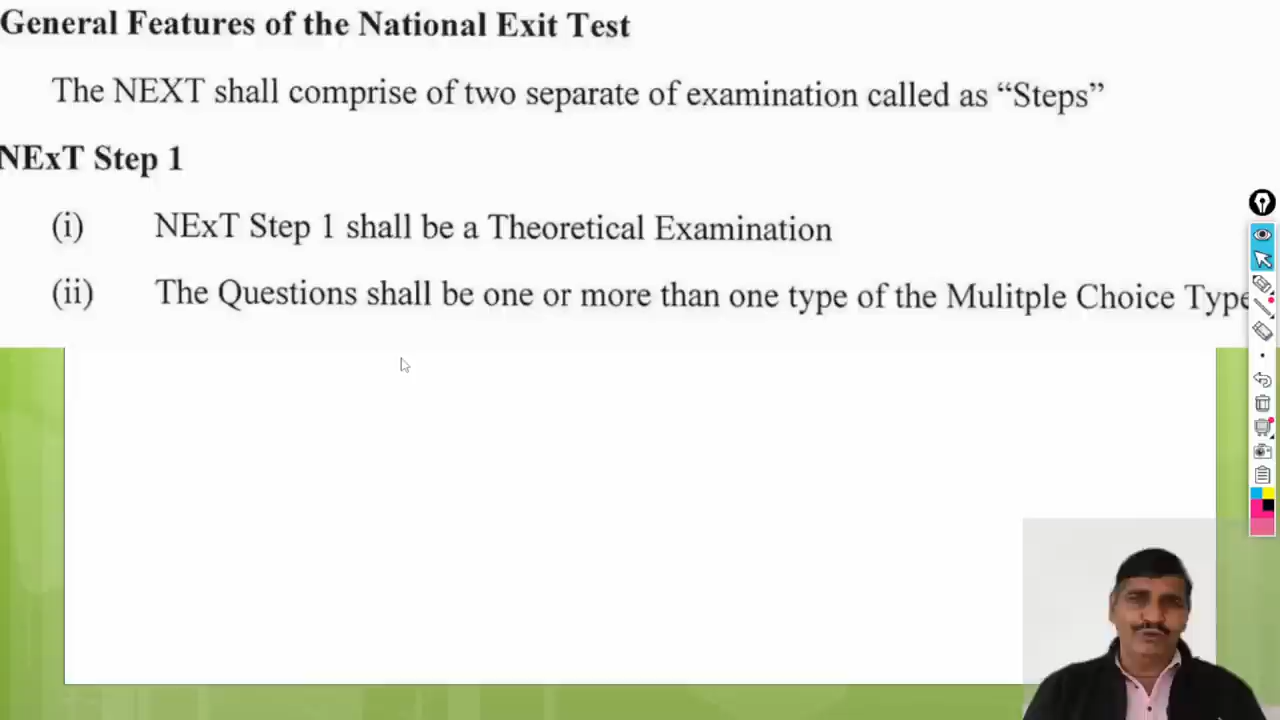 General Features of the National Exit Test
The NEXT shall comprise of two separate of examination called as “Steps”
NExT Step 1
(i) NExT Step 1 shall be a Theoretical Examination
(ii) The Questions shall be one or more than one type of the Mulitple Choice Type